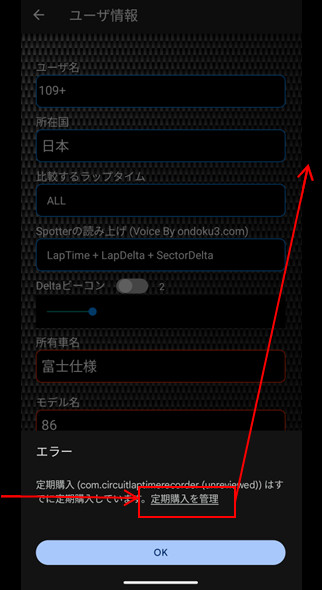 ユーザ情報
ユーザ名
109+
所在国
日本
比較するラップタイム
ALL
Spotterの読み上げ (Voice By ondoku3.com)
LapTime + LapDelta + SectorDelta
Deltaビーコン 2
所有車名
富士仕様
モデル名
86
エラー
定期購入 (com.circuitlaptimerecorder (unreviewed)) はす
でに定期購入しています。定期購入を管理
OK